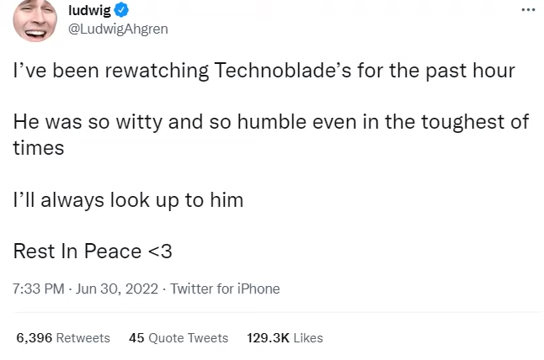 ludwig
@LudwigAhgren
I’ve been rewatching Technoblade’s for the past hour
He was so witty and so humble even in the toughest of
times
I’ll always look up to him
Rest In Peace <3
7:33 PM · Jun 30, 2022 · Twitter for iPhone
6,396 Retweets 45 Quote Tweets 129.3K Likes